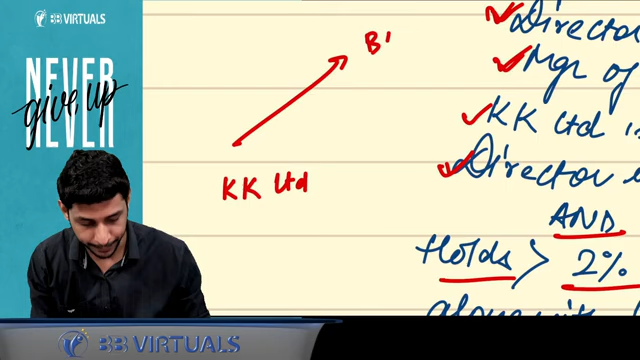 BB VIRTUALS
NEVER
give up
NEVER
B'
KK Ltd
Director
Mgr of
KK Ltd
Director
AND
Holds > 2%
BB VIRTUALS